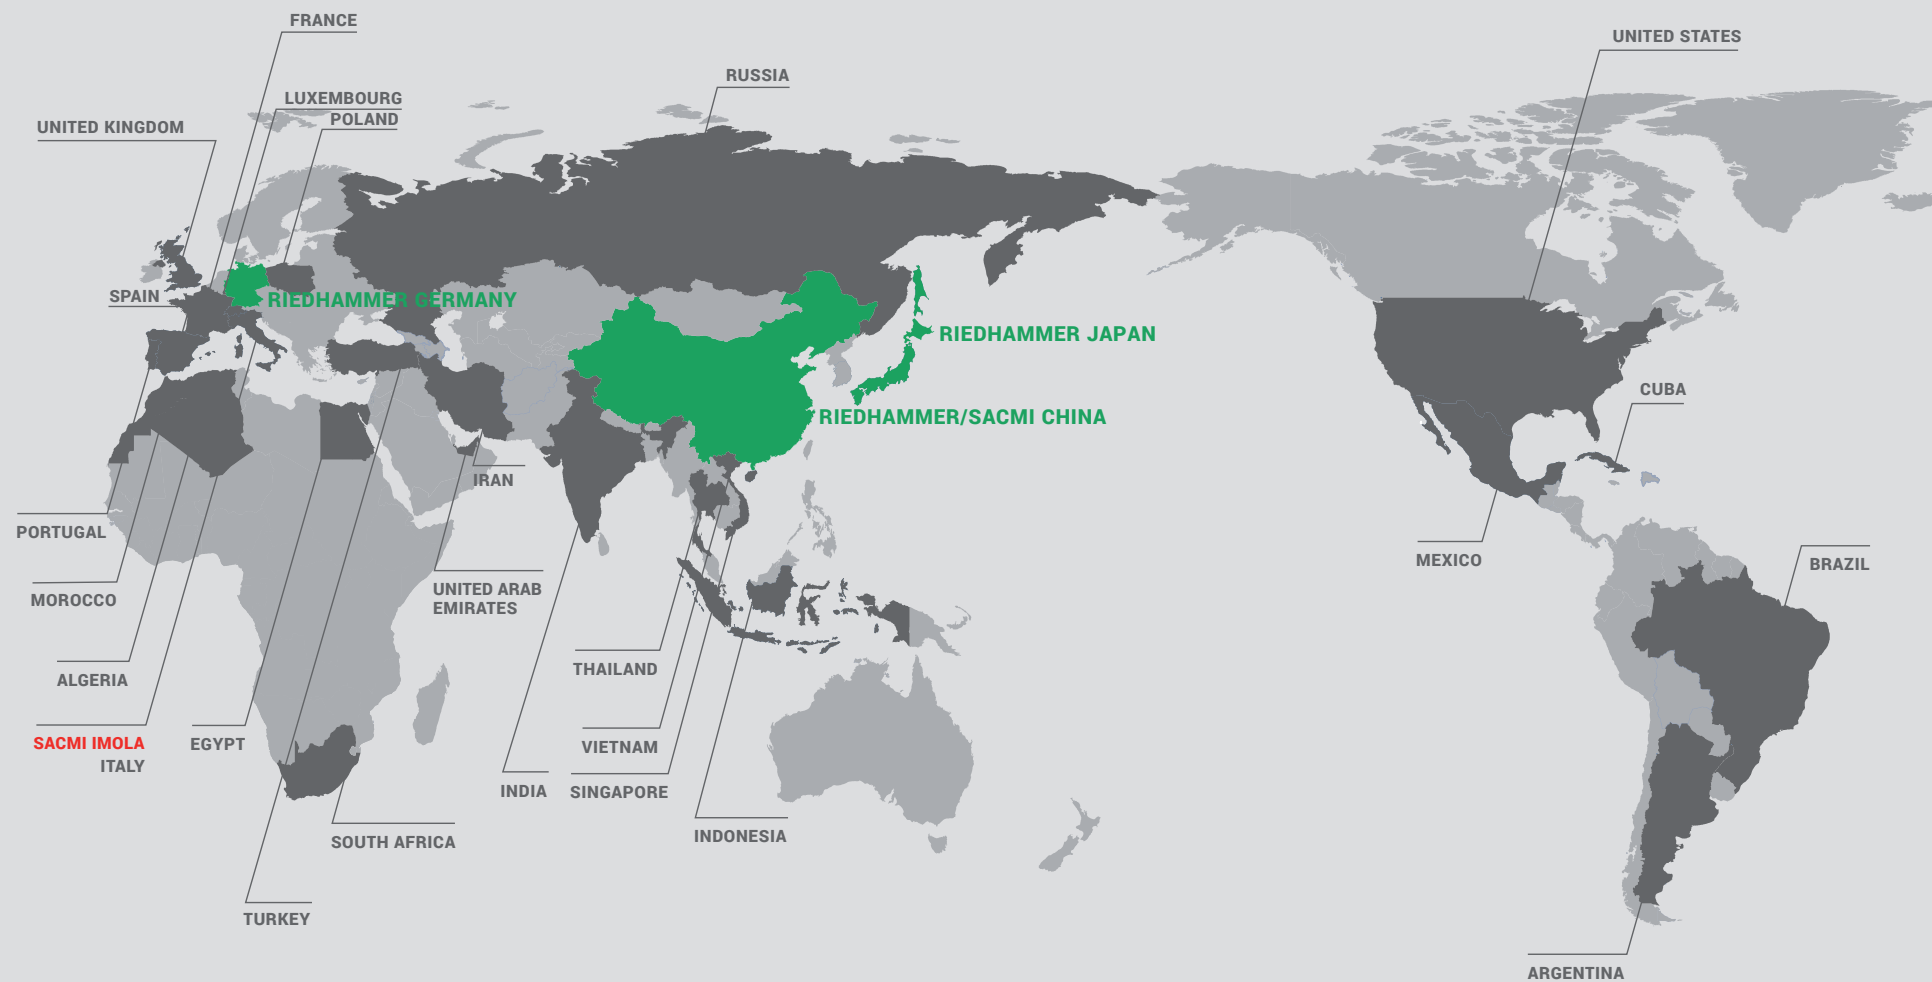 FRANCE
UNITED STATES
RUSSIA
LUXEMBOURG
POLAND
UNITED KINGDOM
SPAIN
RIEDHAMMER GERMANY
RIEDHAMMER JAPAN
CUBA
RIEDHAMMER/SACMI CHINA
IRAN
PORTUGAL
MEXICO
BRAZIL
UNITED ARAB
EMIRATES
MOROCCO
THAILAND
ALGERIA
SACMI IMOLA
ITALY
EGYPT
VIETNAM
INDIA
SINGAPORE
INDONESIA
SOUTH AFRICA
TURKEY
ARGENTINA